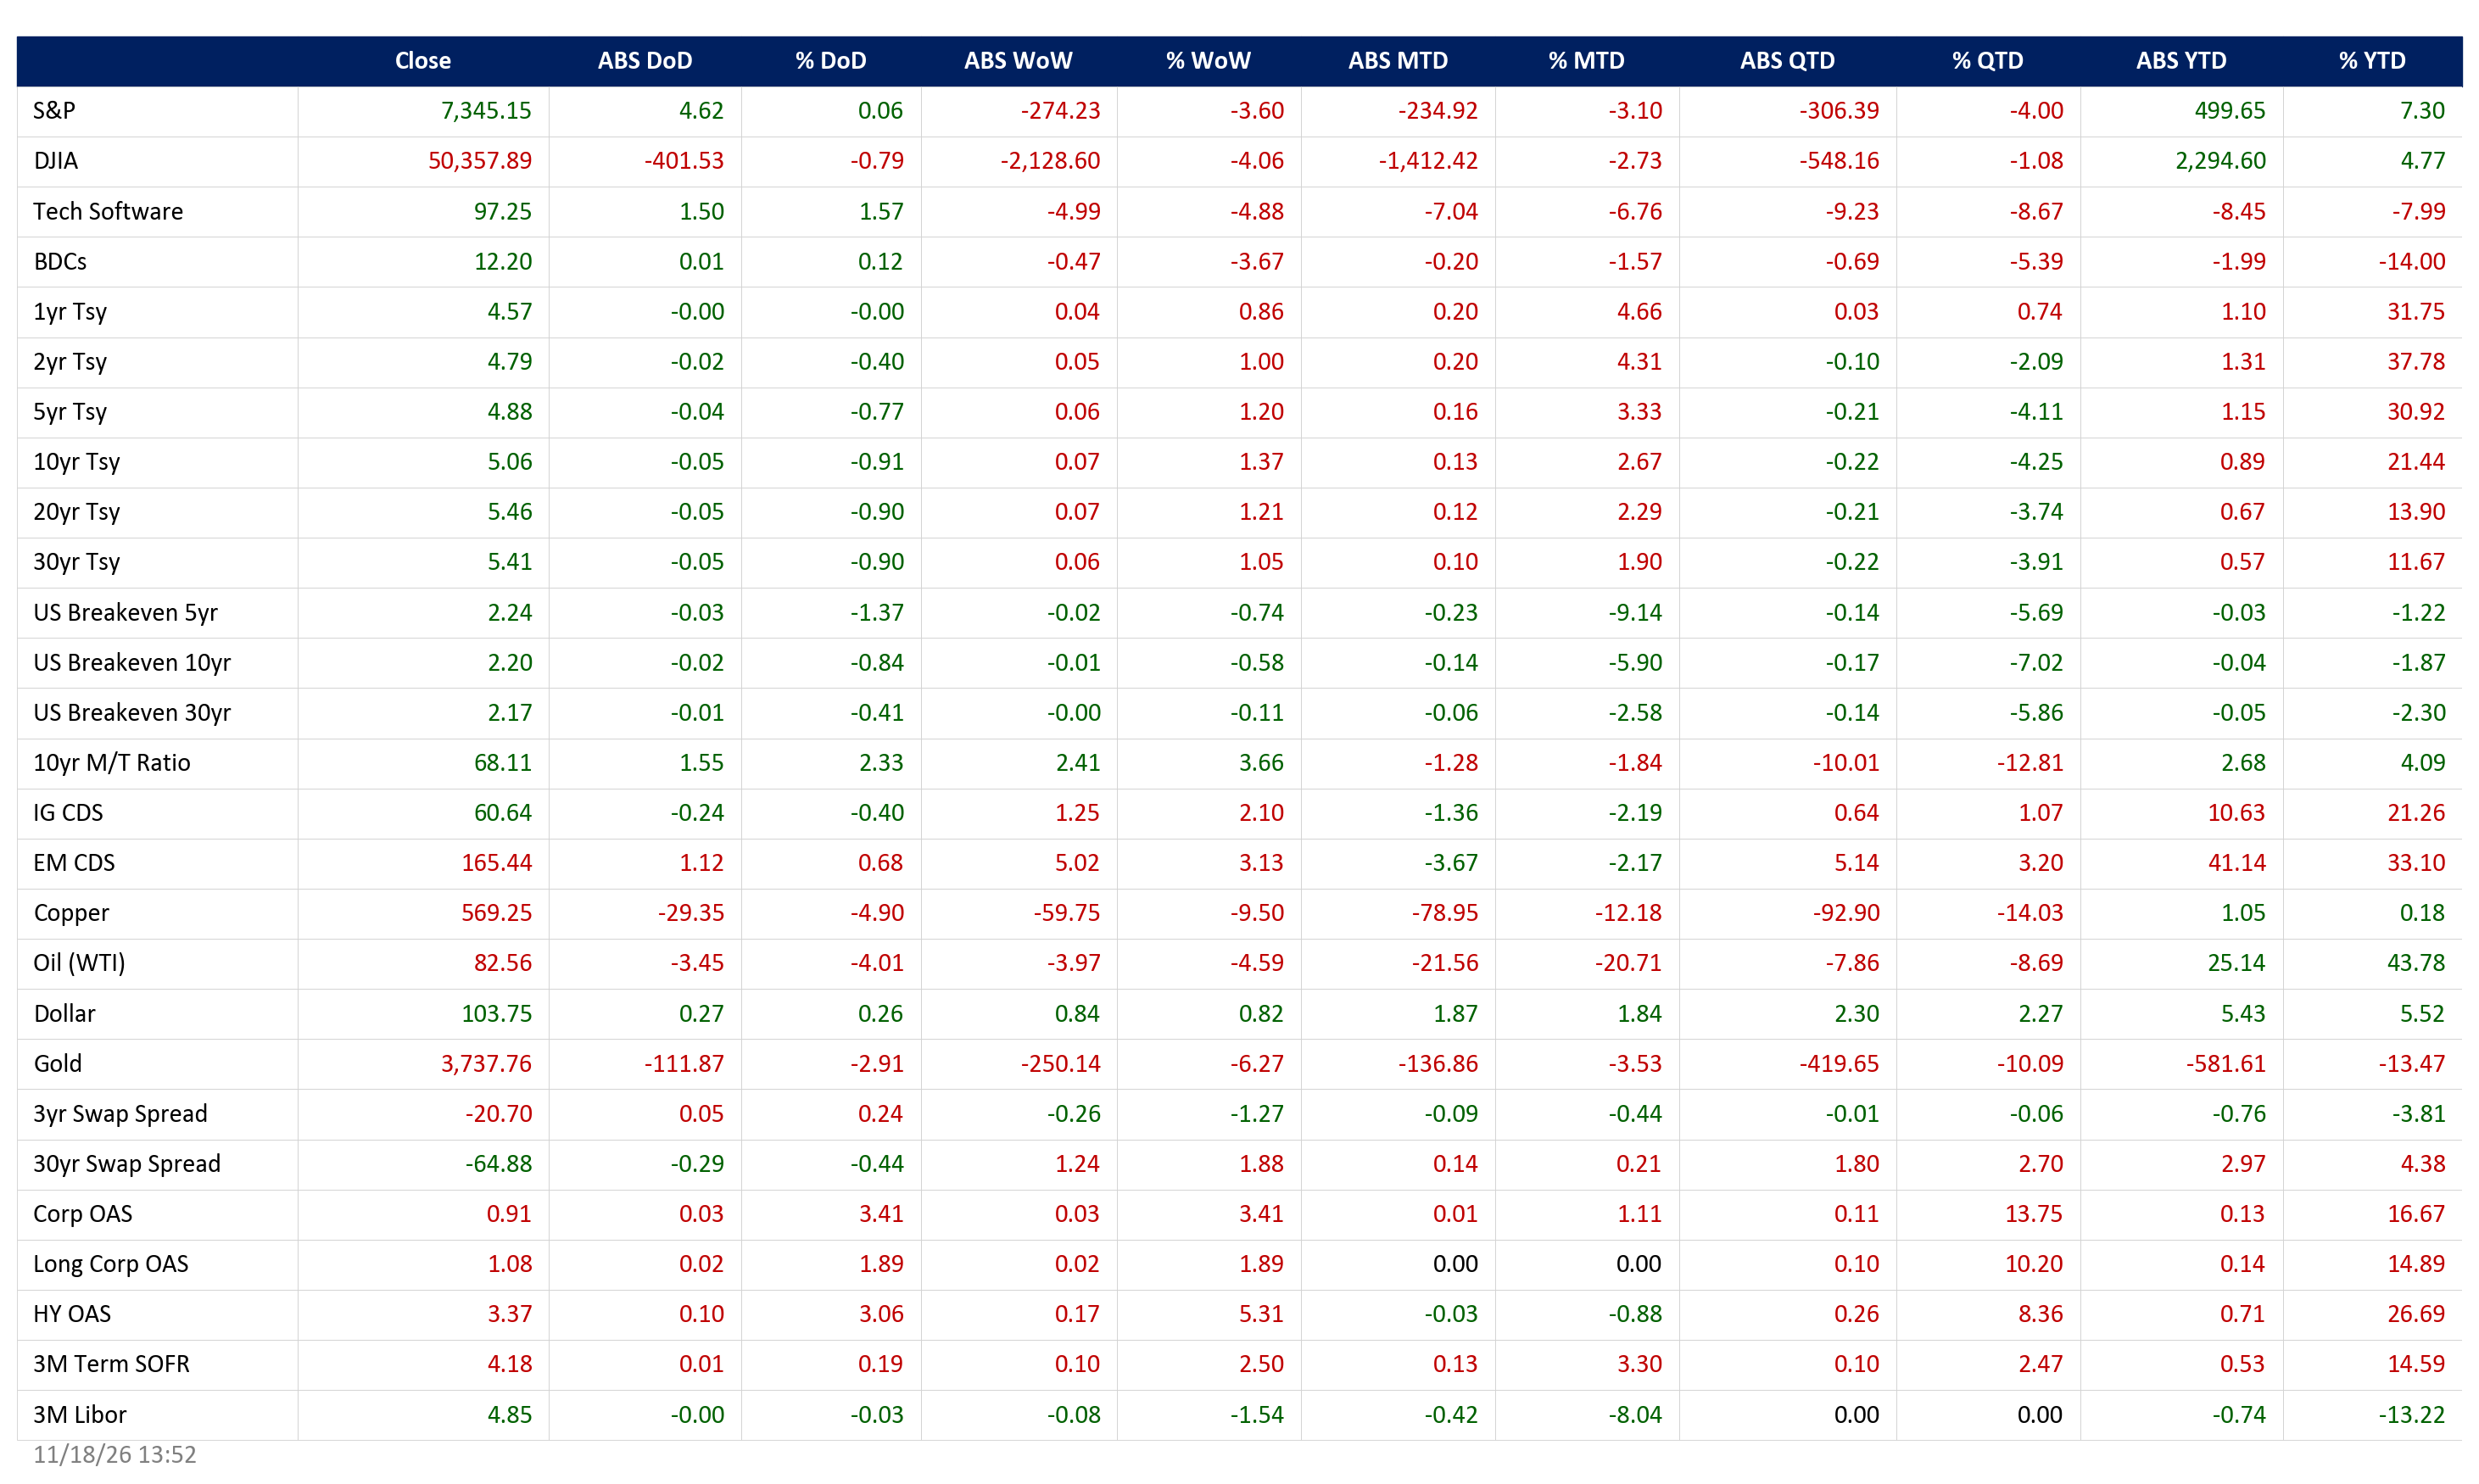 Close ABS DoD % DoD ABS WoW % WoW ABS MTD % MTD ABS QTD % QTD ABS YTD % YTD
S&P 7,345.15 4.62 0.06 -274.23 -3.60 -234.92 -3.10 -306.39 -4.00 499.65 7.30
DJIA 50,357.89 -401.53 -0.79 -2,128.60 -4.06 -1,412.42 -2.73 -548.16 -1.08 2,294.60 4.77
Tech Software 97.25 1.50 1.57 -4.99 -4.88 -7.04 -6.76 -9.23 -8.67 -8.45 -7.99
BDCs 12.20 0.01 0.12 -0.47 -3.67 -0.20 -1.57 -0.69 -5.39 -1.99 -14.00
1yr Tsy 4.57 -0.00 -0.00 0.04 0.86 0.20 4.66 0.03 0.74 1.10 31.75
2yr Tsy 4.79 -0.02 -0.40 0.05 1.00 0.20 4.31 -0.10 -2.09 1.31 37.78
5yr Tsy 4.88 -0.04 -0.77 0.06 1.20 0.16 3.33 -0.21 -4.11 1.15 30.92
10yr Tsy 5.06 -0.05 -0.91 0.07 1.37 0.13 2.67 -0.22 -4.25 0.89 21.44
20yr Tsy 5.46 -0.05 -0.90 0.07 1.21 0.12 2.29 -0.21 -3.74 0.67 13.90
30yr Tsy 5.41 -0.05 -0.90 0.06 1.05 0.10 1.90 -0.22 -3.91 0.57 11.67
US Breakeven 5yr 2.24 -0.03 -1.37 -0.02 -0.74 -0.23 -9.14 -0.14 -5.69 -0.03 -1.22
US Breakeven 10yr 2.20 -0.02 -0.84 -0.01 -0.58 -0.14 -5.90 -0.17 -7.02 -0.04 -1.87
US Breakeven 30yr 2.17 -0.01 -0.41 -0.00 -0.11 -0.06 -2.58 -0.14 -5.86 -0.05 -2.30
10yr M/T Ratio 68.11 1.55 2.33 2.41 3.66 -1.28 -1.84 -10.01 -12.81 2.68 4.09
IG CDS 60.64 -0.24 -0.40 1.25 2.10 -1.36 -2.19 0.64 1.07 10.63 21.26
EM CDS 165.44 1.12 0.68 5.02 3.13 -3.67 -2.17 5.14 3.20 41.14 33.10
Copper 569.25 -29.35 -4.90 -59.75 -9.50 -78.95 -12.18 -92.90 -14.03 1.05 0.18
Oil (WTI) 82.56 -3.45 -4.01 -3.97 -4.59 -21.56 -20.71 -7.86 -8.69 25.14 43.78
Dollar 103.75 0.27 0.26 0.84 0.82 1.87 1.84 2.30 2.27 5.43 5.52
Gold 3,737.76 -111.87 -2.91 -250.14 -6.27 -136.86 -3.53 -419.65 -10.09 -581.61 -13.47
3yr Swap Spread -20.70 0.05 0.24 -0.26 -1.27 -0.09 -0.44 -0.01 -0.06 -0.76 -3.81
30yr Swap Spread -64.88 -0.29 -0.44 1.24 1.88 0.14 0.21 1.80 2.70 2.97 4.38
Corp OAS 0.91 0.03 3.41 0.03 3.41 0.01 1.11 0.11 13.75 0.13 16.67
Long Corp OAS 1.08 0.02 1.89 0.02 1.89 0.00 0.00 0.10 10.20 0.14 14.89
HY OAS 3.37 0.10 3.06 0.17 5.31 -0.03 -0.88 0.26 8.36 0.71 26.69
3M Term SOFR 4.18 0.01 0.19 0.10 2.50 0.13 3.30 0.10 2.47 0.53 14.59
3M Libor 4.85 -0.00 -0.03 -0.08 -1.54 -0.42 -8.04 0.00 0.00 -0.74 -13.22
11/18/26 13:52